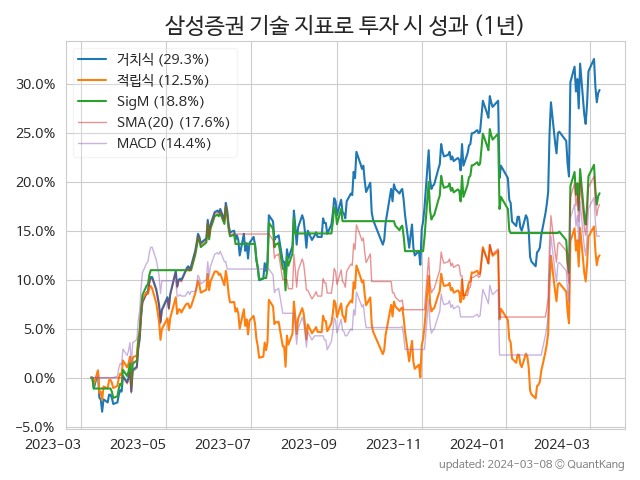 삼성증권 기술 지표로 투자 시 성과 (1년)
거치식 (29.3%)
적립식 (12.5%)
SigM (18.8%)
SMA(20) (17.6%)
MACD (14.4%)
30.0%
25.0%
20.0%
15.0%
10.0%
5.0%
0.0%
−5.0%
2023-03 2023-05 2023-07 2023-09 2023-11 2024-01 2024-03
updated: 2024-03-08 ⓒ QuantKang